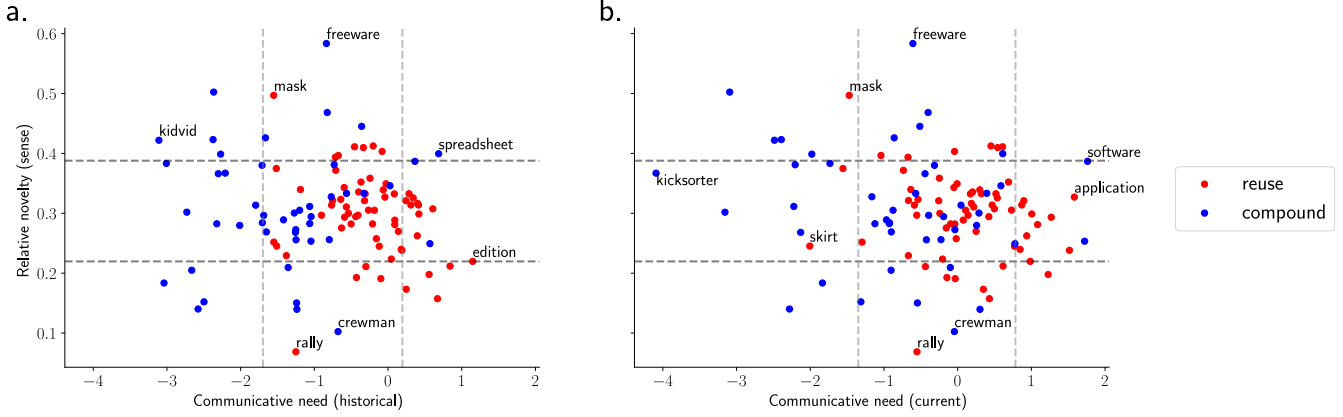 a.
0.6
0.5
0.4
0.3
0.2
0.1
Relative novelty (sense)
freeware
mask
kidvid
spreadsheet
edition
crewman
rally
−4 −3 −2 −1 0 1 2
Communicative need (historical)
b.
freeware
mask
software
kicksorter
application
skirt
crewman
rally
−4 −3 −2 −1 0 1 2
Communicative need (current)
reuse
compound